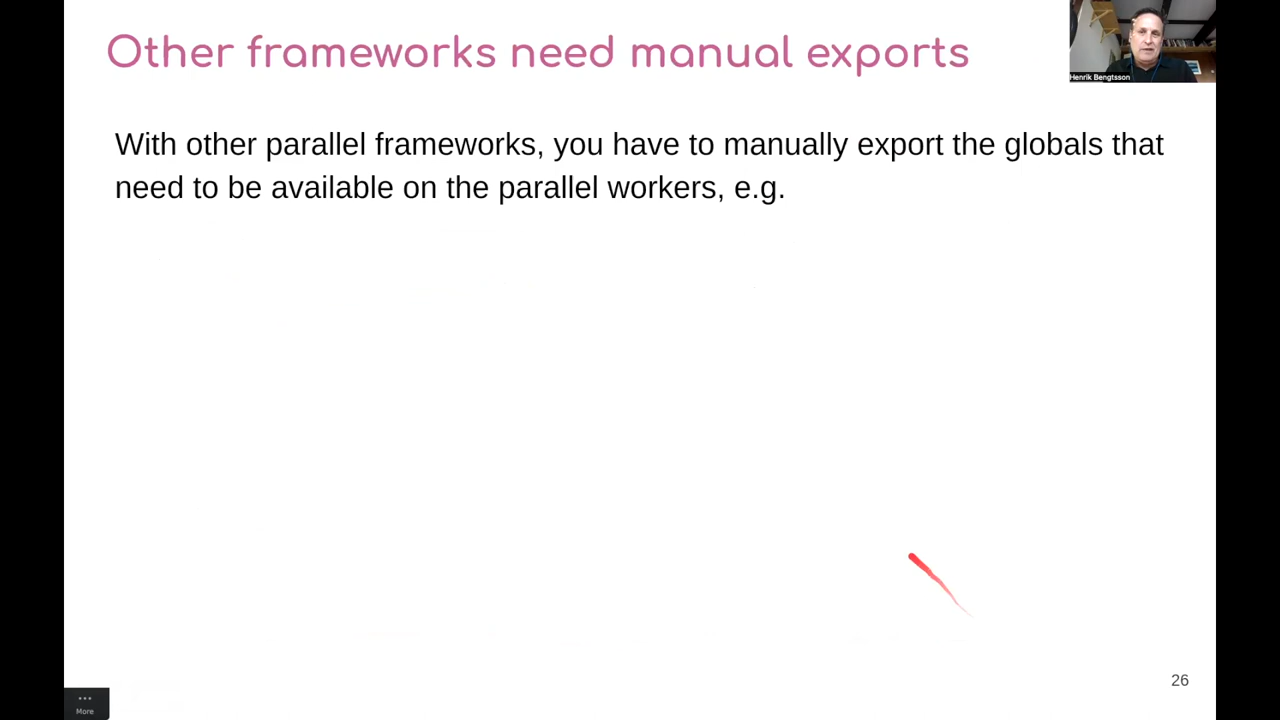 Other frameworks need manual exports
Henrik Bengtsson
With other parallel frameworks, you have to manually export the globals that
need to be available on the parallel workers, e.g.
26
More